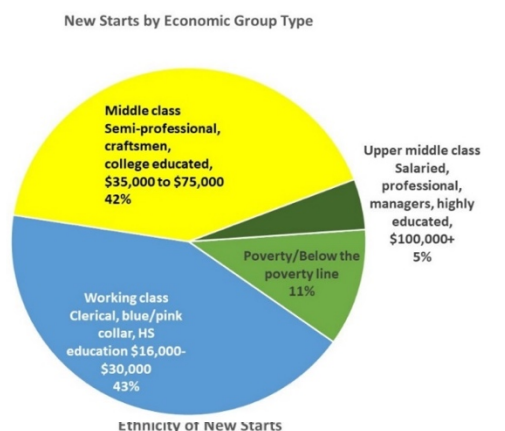 New Starts by Economic Group Type
Middle class
Semi-professional,
craftsmen,
college educated,
$35,000 to $75,000
42%
Upper middle class
Salaried,
professional,
managers, highly
educated,
$100,000+
5%
Poverty/Below the
poverty line
11%
Working class
Clerical, blue/pink
collar, HS
education $16,000-
$30,000
43%
Ethnicity of New Starts